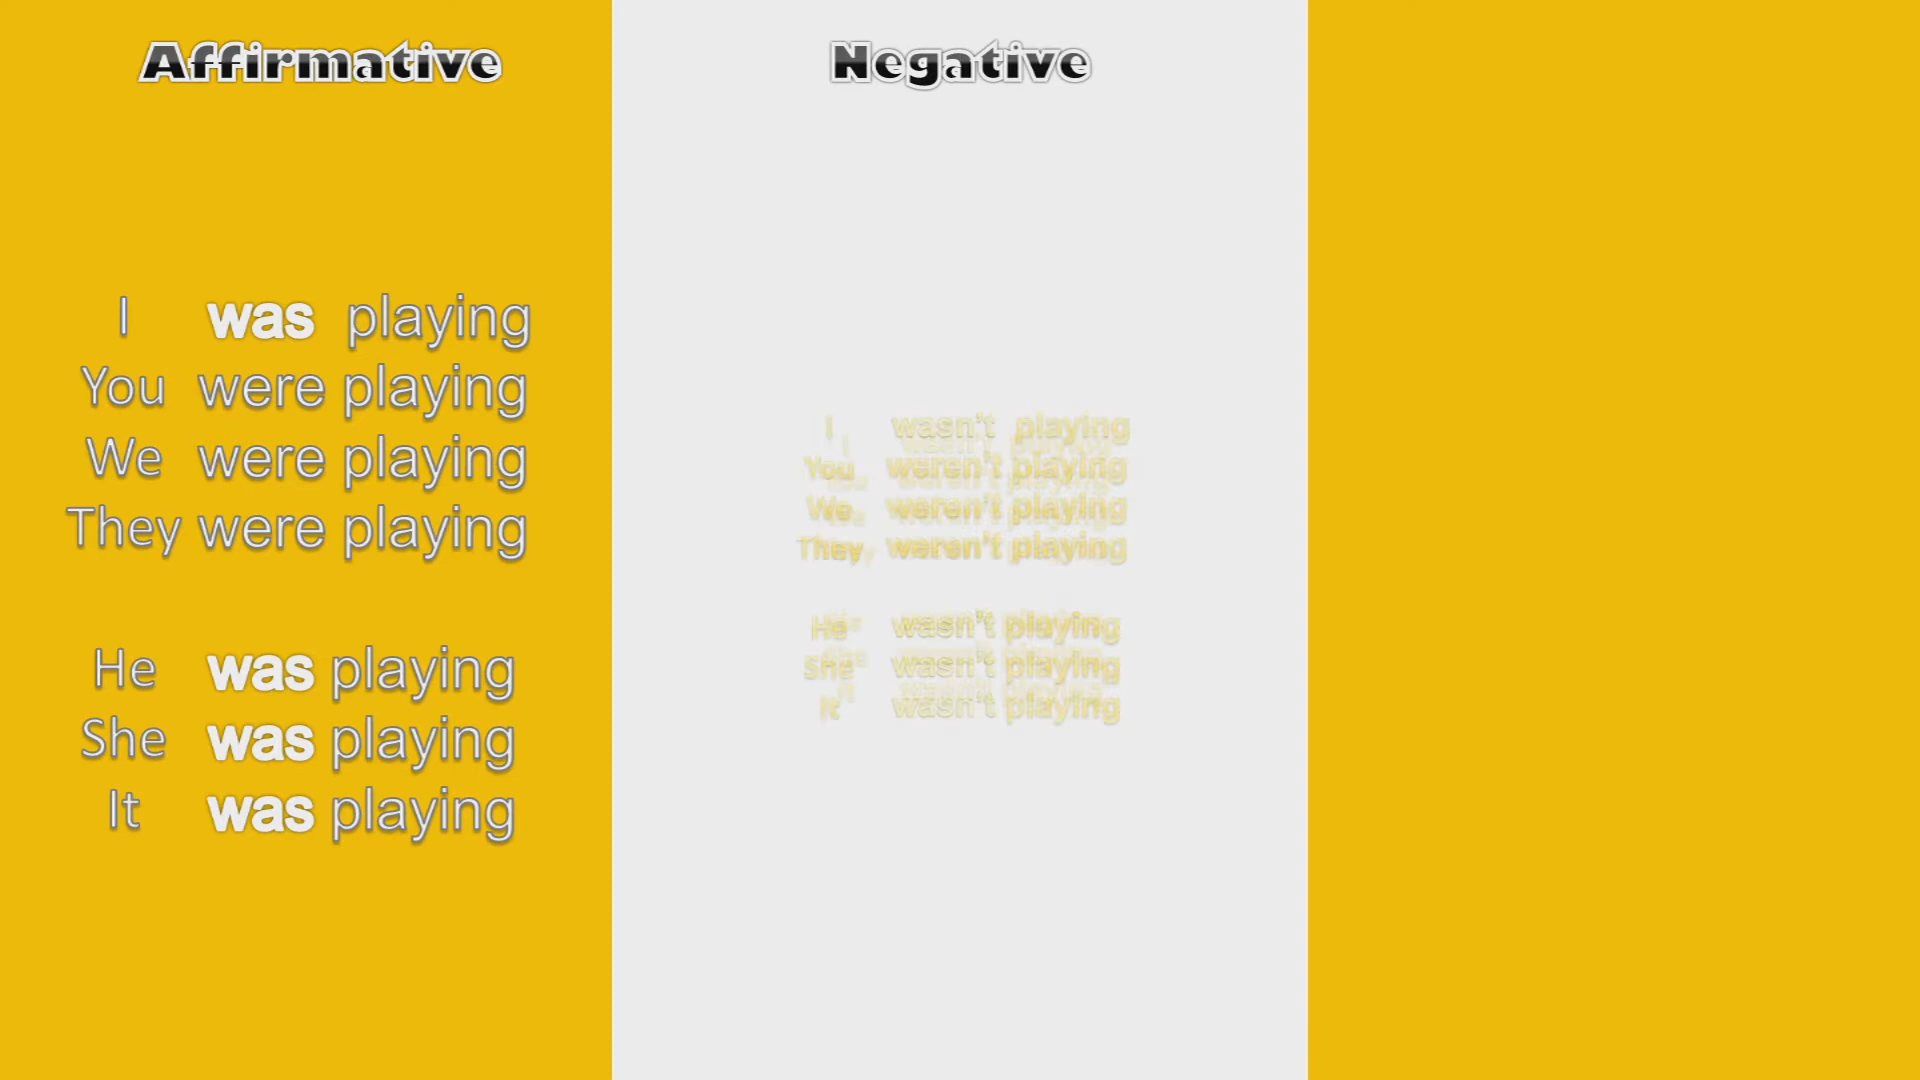 Affirmative
I was playing
You were playing
We were playing
They were playing
He was playing
She was playing
It was playing
Negative
I wasn't playing
You weren't playing
We weren't playing
They weren't playing
He wasn't playing
She wasn't playing
It wasn't playing